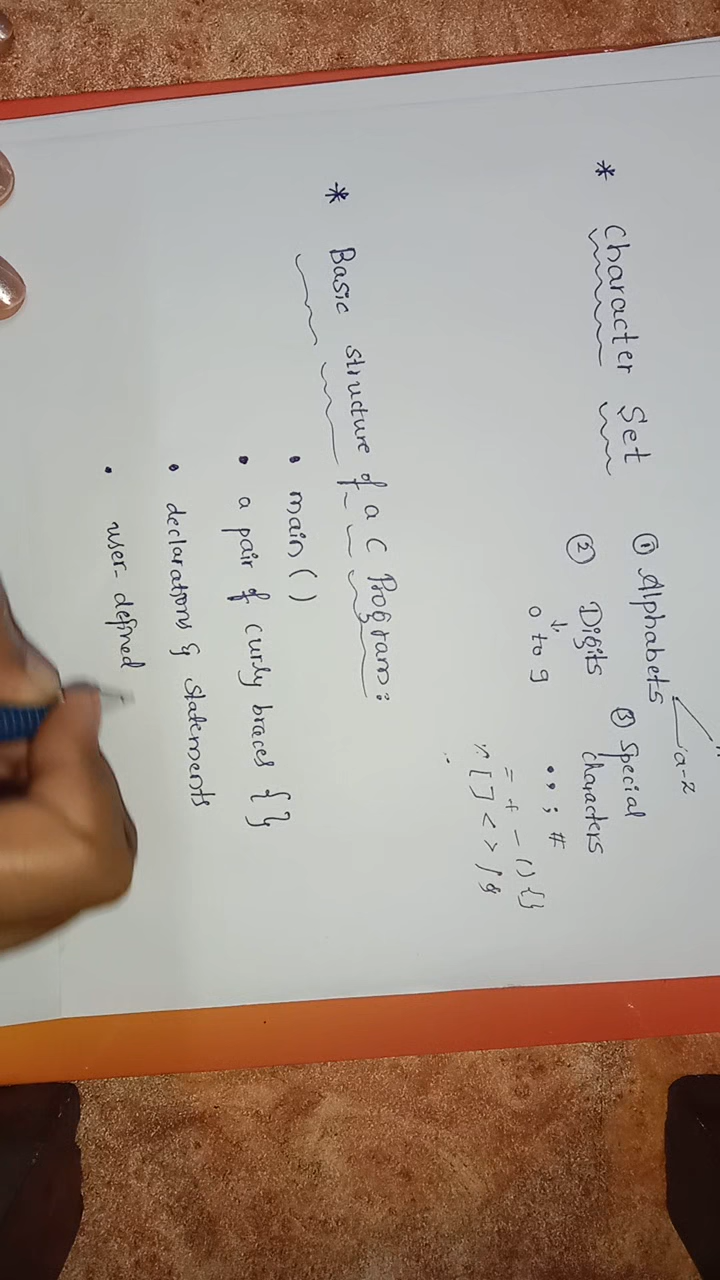 * Character Set
① Alphabets
a-z
② Digits
↓
0 to 9
③ Special
characters
• , ; #
= + - () { }
[ ] < > / &
* Basic structure of a C Program:
• main ( )
• a pair of curly braces { }
• declarations & statements
• user-defined